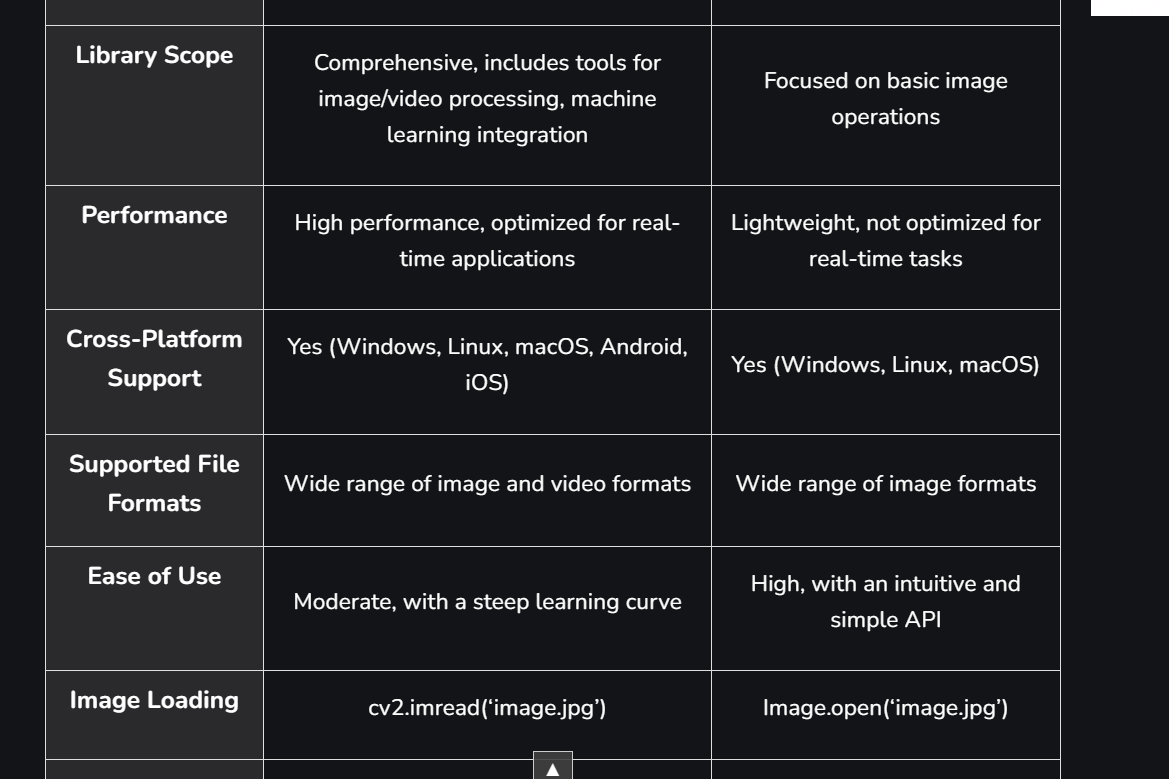 Library Scope
Comprehensive, includes tools for
image/video processing, machine
learning integration
Focused on basic image
operations
Performance
High performance, optimized for real-
time applications
Lightweight, not optimized for
real-time tasks
Cross-Platform
Support
Yes (Windows, Linux, macOS, Android,
iOS)
Yes (Windows, Linux, macOS)
Supported File
Formats
Wide range of image and video formats
Wide range of image formats
Ease of Use
Moderate, with a steep learning curve
High, with an intuitive and
simple API
Image Loading
cv2.imread(‘image.jpg’)
Image.open(‘image.jpg’)